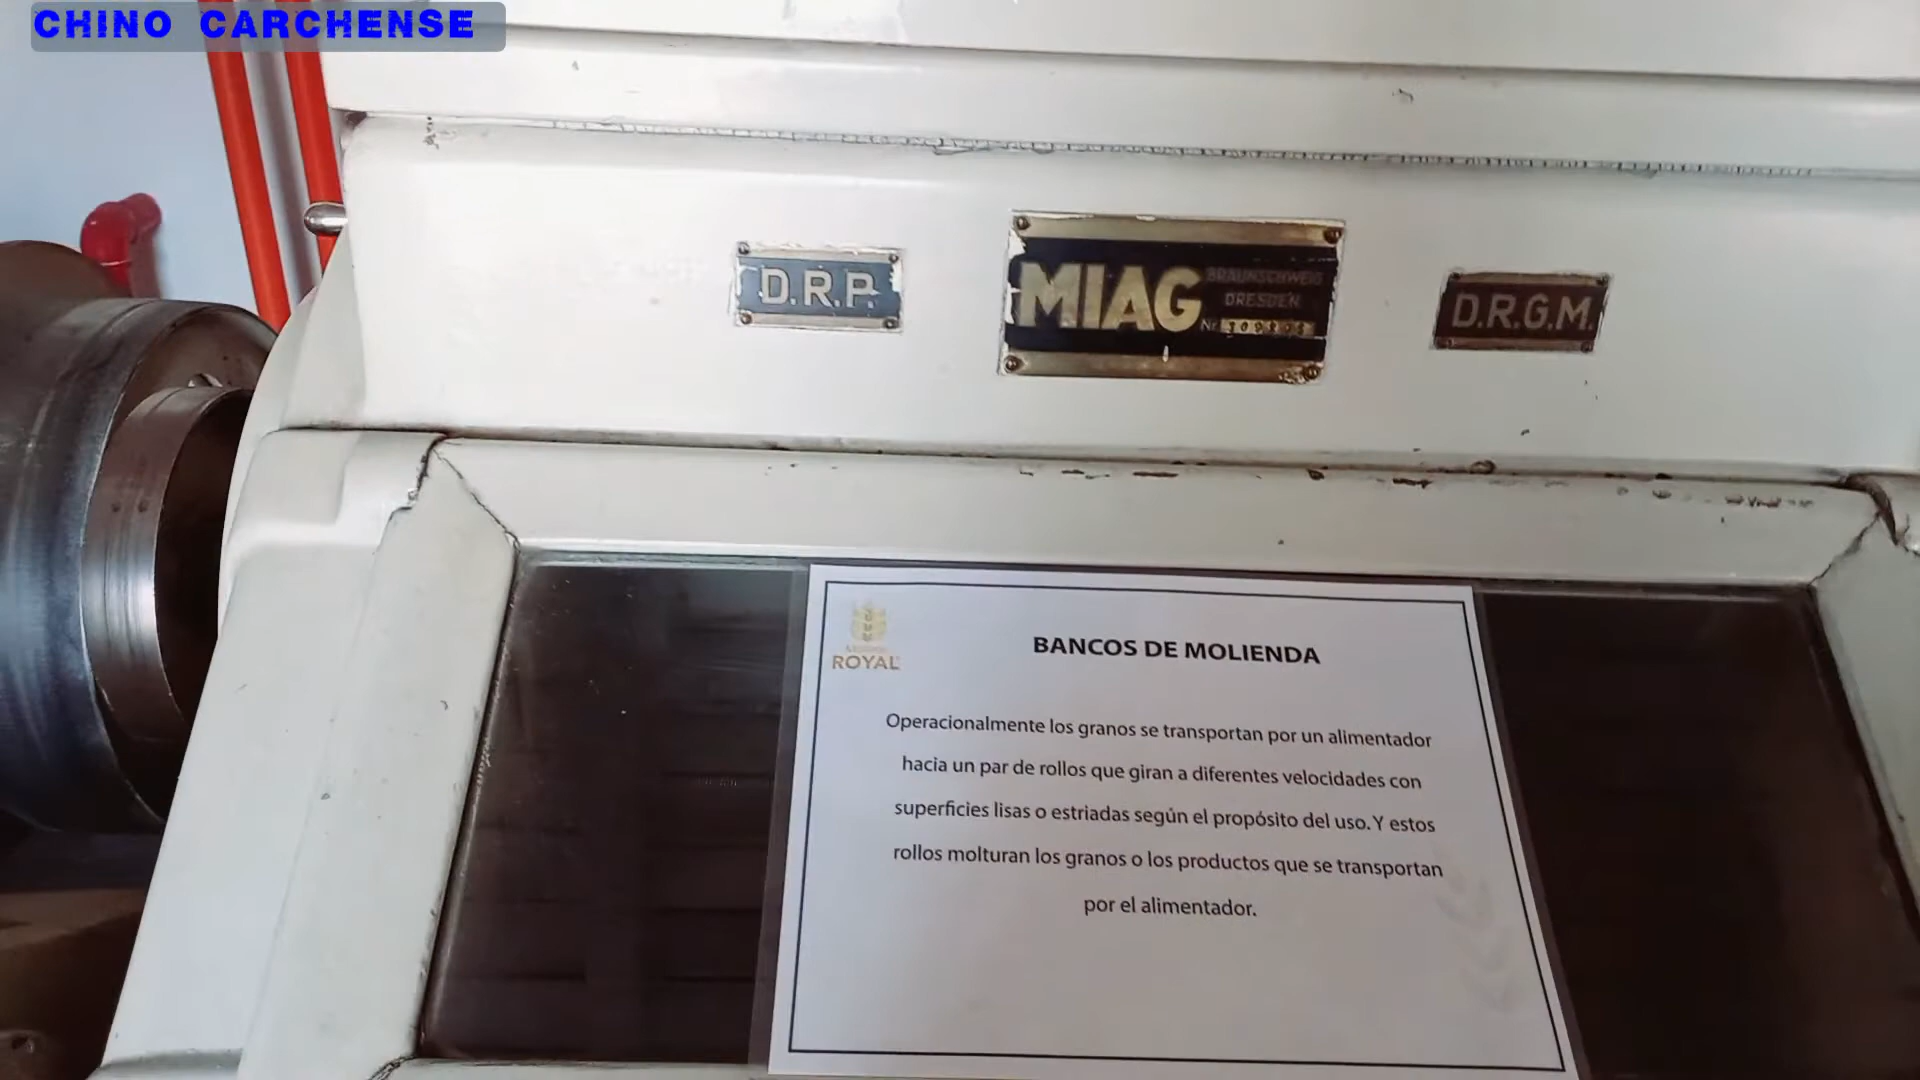 CHINO CARCHENSE
D.R.P.
MIAG
BRAUNSCHWEIG
DRESDEN
Nr.
D.R.G.M.
ROYAL
BANCOS DE MOLIENDA
Operacionalmente los granos se transportan por un alimentador
hacia un par de rollos que giran a diferentes velocidades con
superficies lisas o estriadas según el propósito del uso. Y estos
rollos molturan los granos o los productos que se transportan
por el alimentador.